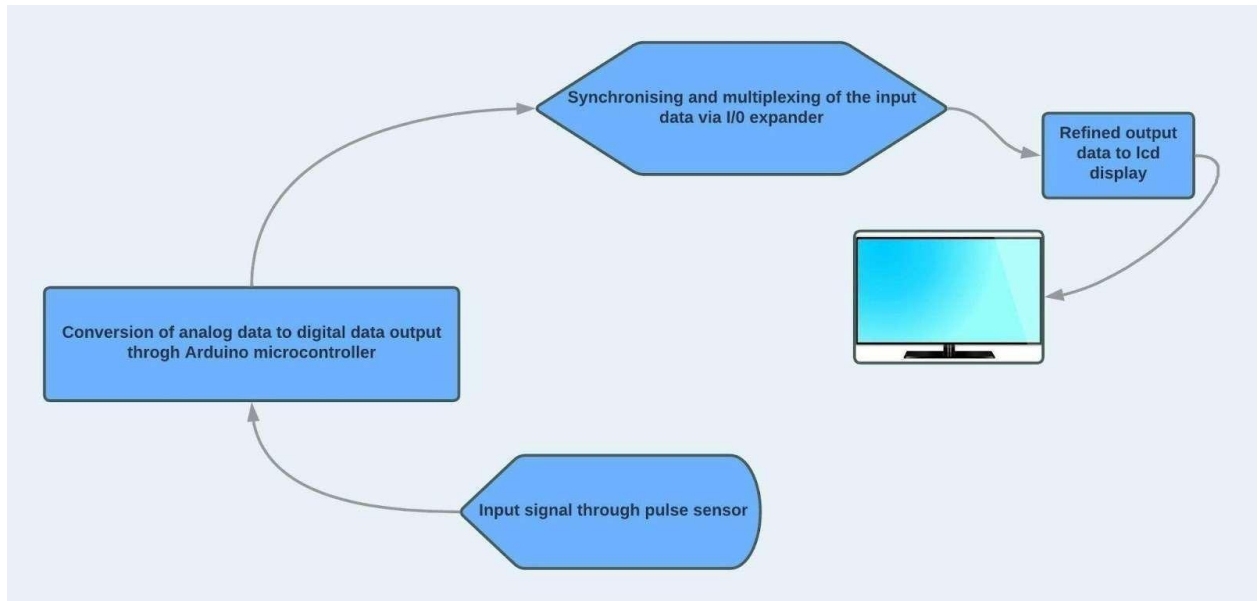 Synchronising and multiplexing of the input
data via I/0 expander
Refined output
data to lcd
display
Conversion of analog data to digital data output
throgh Arduino microcontroller
Input signal through pulse sensor